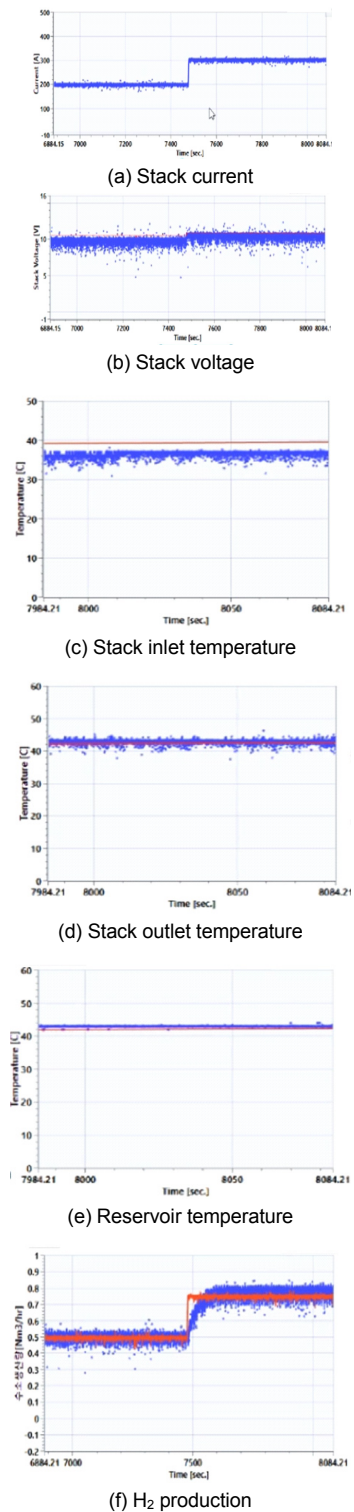 500
400
300
200
100
-10
Current [A]
6884.15 7000 7200 7400 7600 7800 8000 8084.1
Time [sec.]
(a) Stack current
15
10
5
-1
Stack Voltage [V]
6884.15 7000 7200 7400 7600 7800 8000 8084.15
Time [sec.]
(b) Stack voltage
50
40
30
20
10
0
Temperature [C]
7984.21 8000 8050 8084.21
Time [sec.]
(c) Stack inlet temperature
60
50
40
30
20
10
0
Temperature [C]
7984.21 8000 8050 8084.21
Time [sec.]
(d) Stack outlet temperature
60
50
40
30
20
10
0
Temperature [C]
7984.21 8000 8050 8084.21
Time [sec.]
(e) Reservoir temperature
1
0.9
0.8
0.7
0.6
0.5
0.4
0.3
0.2
0.1
0
-0.1
-0.2
수소생산량[Nm3/hr]
6884.21 7000 7500 8084.21
Time [sec.]
(f) H₂ production